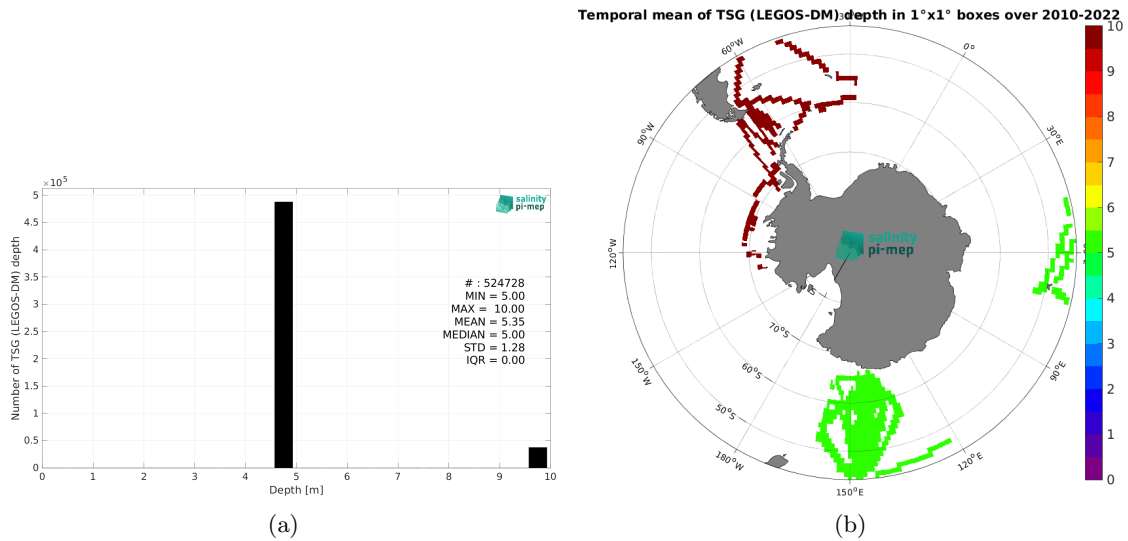 Temporal mean of TSG (LEGOS-DM) depth in 1°x1° boxes over 2010-2022
×10⁵
5
4.5
4
3.5
3
2.5
2
1.5
1
0.5
0
Number of TSG (LEGOS-DM) depth
0 1 2 3 4 5 6 7 8 9 10
Depth [m]
salinity
pi-mep
# : 524728
MIN = 5.00
MAX = 10.00
MEAN = 5.35
MEDIAN = 5.00
STD = 1.28
IQR = 0.00
(a)
60°W
0°
30°E
90°E
120°E
150°E
180°W
150°W
120°W
90°W
70°S
50°S
salinity
pi-mep
10
9
8
7
6
5
4
3
2
1
0
(b)